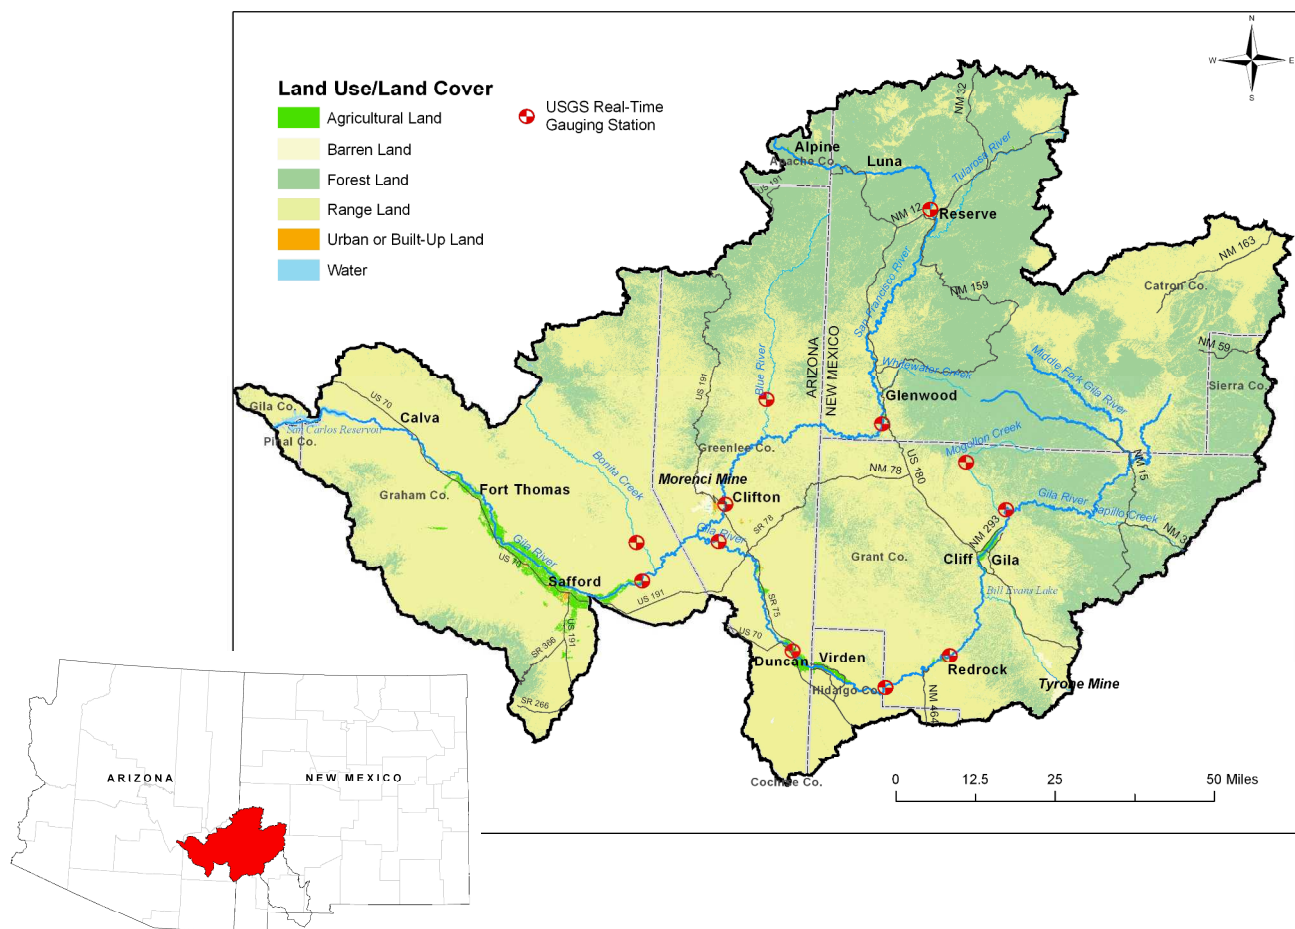 N
W
E
S
Land Use/Land Cover
Agricultural Land
Barren Land
Forest Land
Range Land
Urban or Built-Up Land
Water
USGS Real-Time
Gauging Station
NM 32
Alpine
Apache Co.
Luna
Tularosa River
US 191
NM 12
Reserve
San Francisco River
NM 163
Catron Co.
NM 159
ARIZONA
NEW MEXICO
NM 59
Sierra Co.
Middle Fork Gila River
Whitewater Creek
Blue River
US 191
Glenwood
US 70
Gila Co.
Calva
San Carlos Reservoir
Pinal Co.
Greenlee Co.
Mogollon Creek
NM 15
US 180
NM 78
Bonita Creek
Morenci Mine
Fort Thomas
Graham Co.
Clifton
Gila River
Sapillo Creek
NM 3
NM 293
SR 78
Gila River
Gila River
Grant Co.
Cliff
Gila
US 70
Safford
US 191
SR 75
Bill Evans Lake
US 191
SR 366
US 70
Duncan
Virden
Redrock
Hidalgo Co.
NM 464
Tyrone Mine
SR 266
Cochise Co.
0
12.5
25
50 Miles
ARIZONA
NEW MEXICO